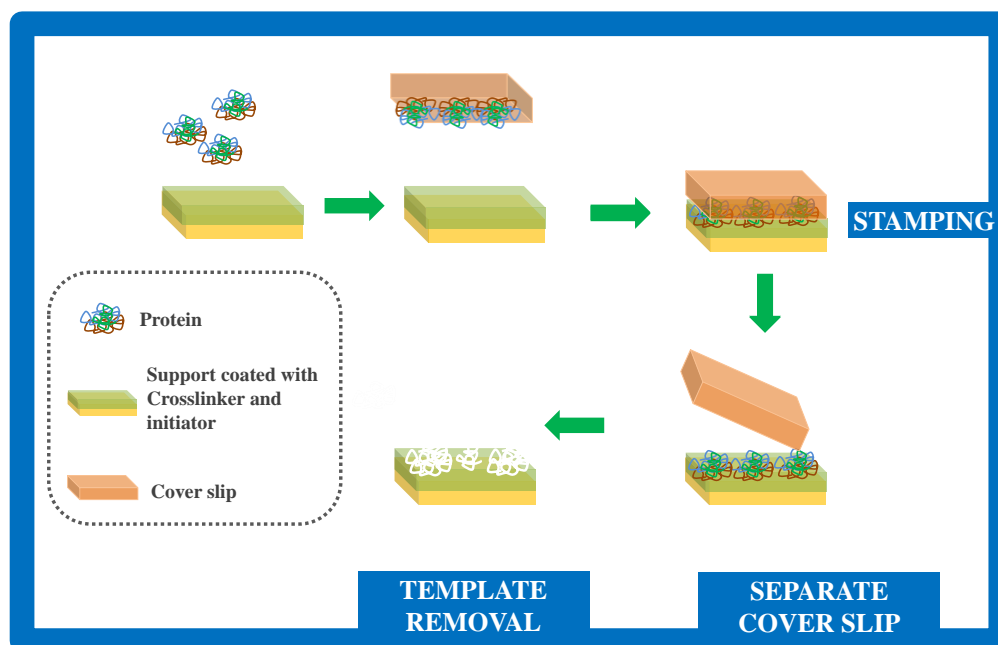 STAMPING
Protein
Support coated with
Crosslinker and
initiator
Cover slip
TEMPLATE
REMOVAL
SEPARATE
COVER SLIP